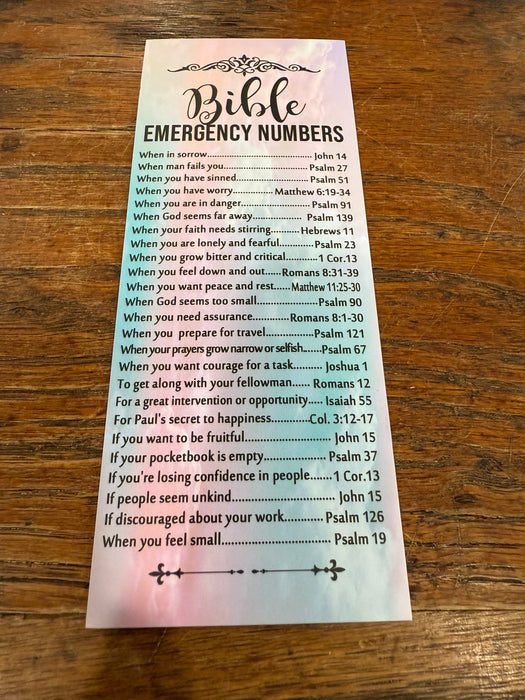 Bible
EMERGENCY NUMBERS
When in sorrow.................................... John 14
When man fails you............................ Psalm 27
When you have sinned........................ Psalm 51
When you have worry............. Matthew 6:19-34
When you are in danger....................... Psalm 91
When God seems far away................ Psalm 139
When your faith needs stirring.......... Hebrews 11
When you are lonely and fearful........... Psalm 23
When you grow bitter and critical...........1 Cor.13
When you feel down and out..... Romans 8:31-39
When you want peace and rest...... Matthew 11:25-30
When God seems too small.................. Psalm 90
When you need assurance............ Romans 8:1-30
When you prepare for travel...............Psalm 121
When your prayers grow narrow or selfish......Psalm 67
When you want courage for a task......... Joshua 1
To get along with your fellowman...... Romans 12
For a great intervention or opportunity..... Isaiah 55
For Paul's secret to happiness...........Col. 3:12-17
If you want to be fruitful....................... John 15
If your pocketbook is empty................ Psalm 37
If you're losing confidence in people.......1 Cor.13
If people seem unkind........................... John 15
If discouraged about your work............Psalm 126
When you feel small............................. Psalm 19